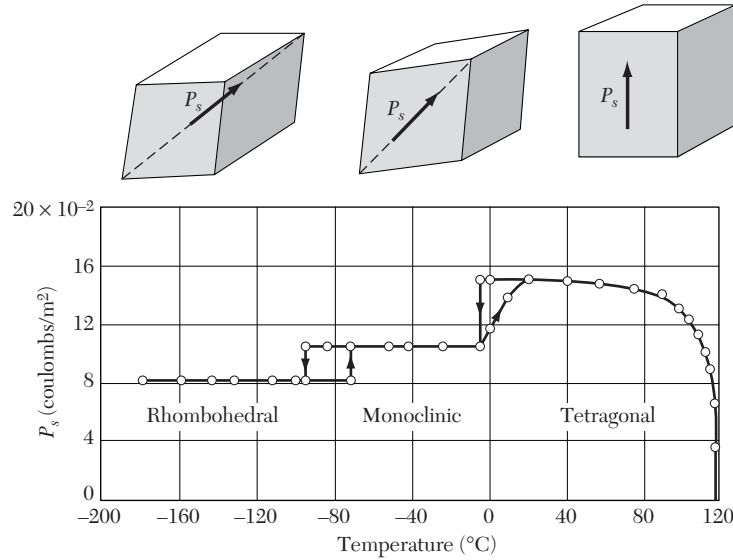 P_s
P_s
P_s
20 × 10⁻²
16
12
8
4
0
P_s (coulombs/m²)
Rhombohedral
Monoclinic
Tetragonal
−200 −160 −120 −80 −40 0 40 80 120
Temperature (°C)